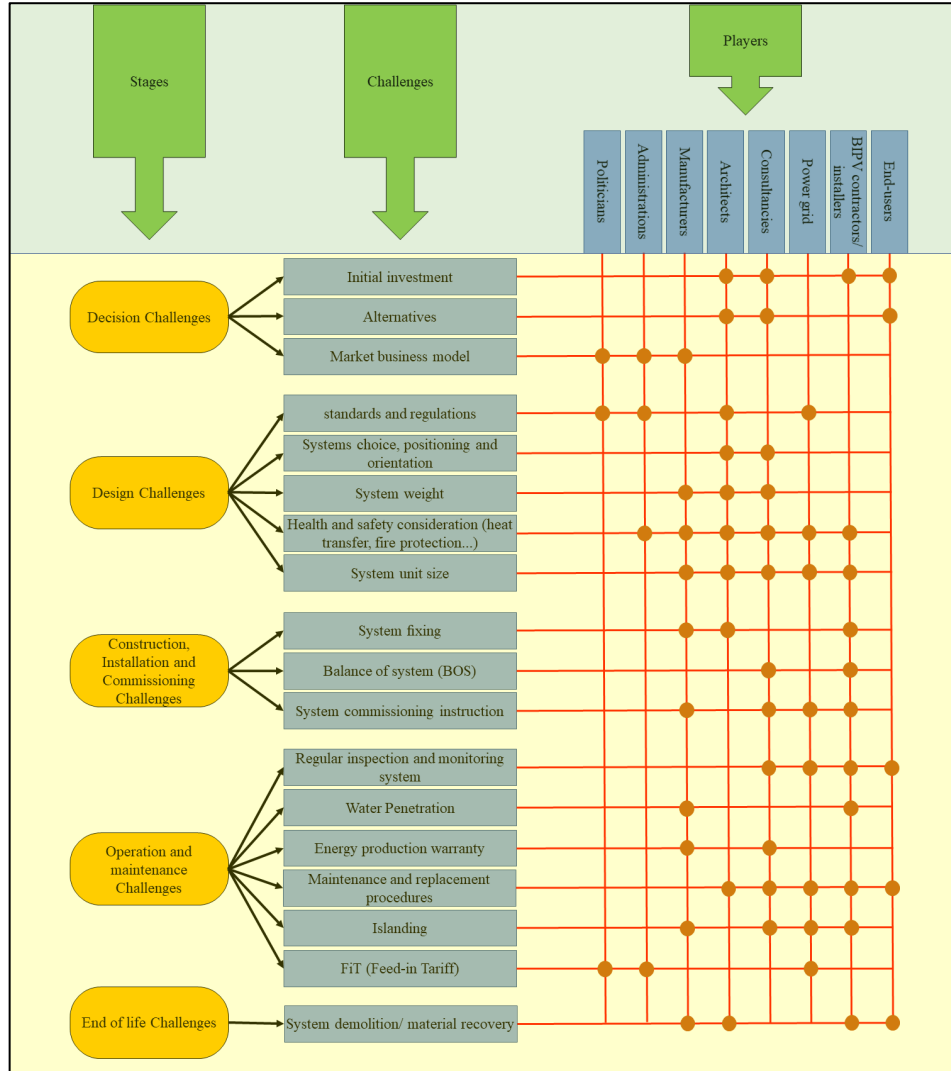 Stages
Challenges
Players
Politicians
Administrations
Manufacturers
Architects
Consultancies
Power grid
BIPV contractors/
installers
End-users
Decision Challenges
Initial investment
Alternatives
Market business model
Design Challenges
standards and regulations
Systems choice, positioning and
orientation
System weight
Health and safety consideration (heat
transfer, fire protection...)
System unit size
Construction,
Installation and
Commissioning
Challenges
System fixing
Balance of system (BOS)
System commissioning instruction
Operation and
maintenance
Challenges
Regular inspection and monitoring
system
Water Penetration
Energy production warranty
Maintenance and replacement
procedures
Islanding
FiT (Feed-in Tariff)
End of life Challenges
System demolition/ material recovery